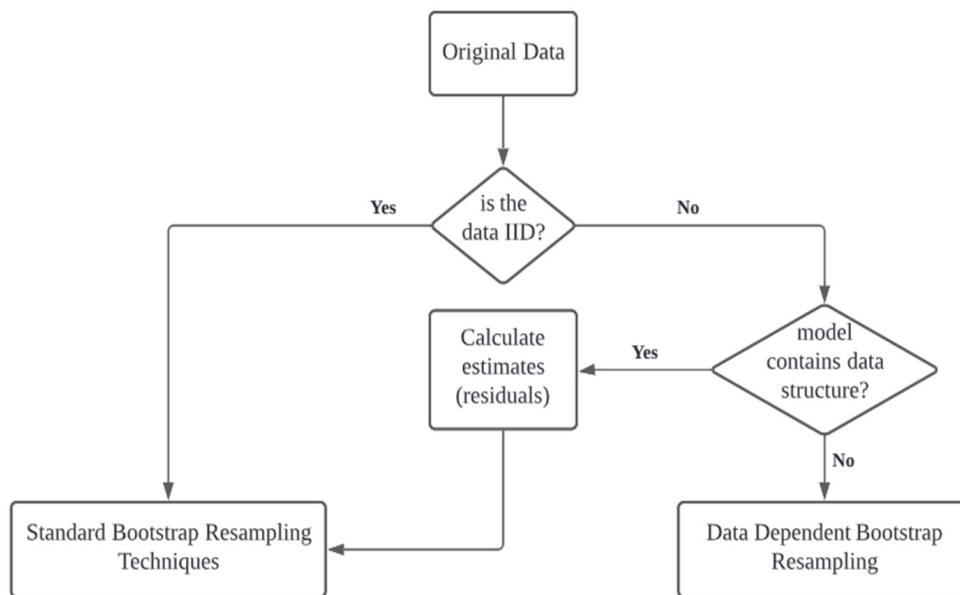 Original Data
is the
data IID?
Yes
No
model
contains data
structure?
Yes
Calculate
estimates
(residuals)
No
Standard Bootstrap Resampling
Techniques
Data Dependent Bootstrap
Resampling